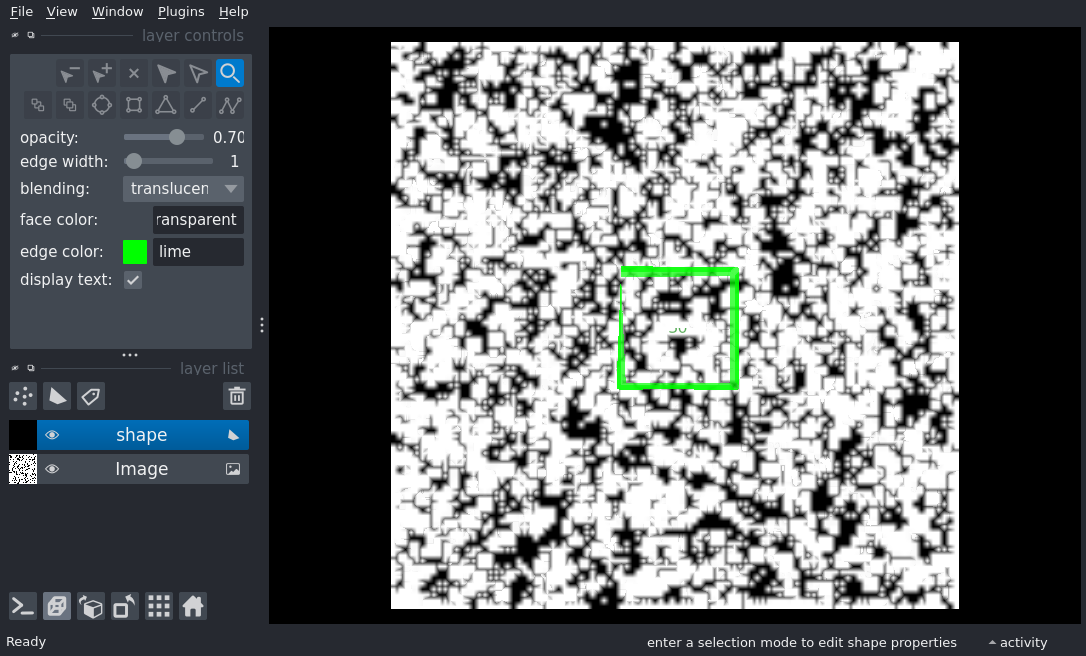 File View Window Plugins Help
layer controls
opacity: 0.70
edge width: 1
blending: translucen
face color: ransparent
edge color: lime
display text:
layer list
shape
Image
Ready
enter a selection mode to edit shape properties
activity